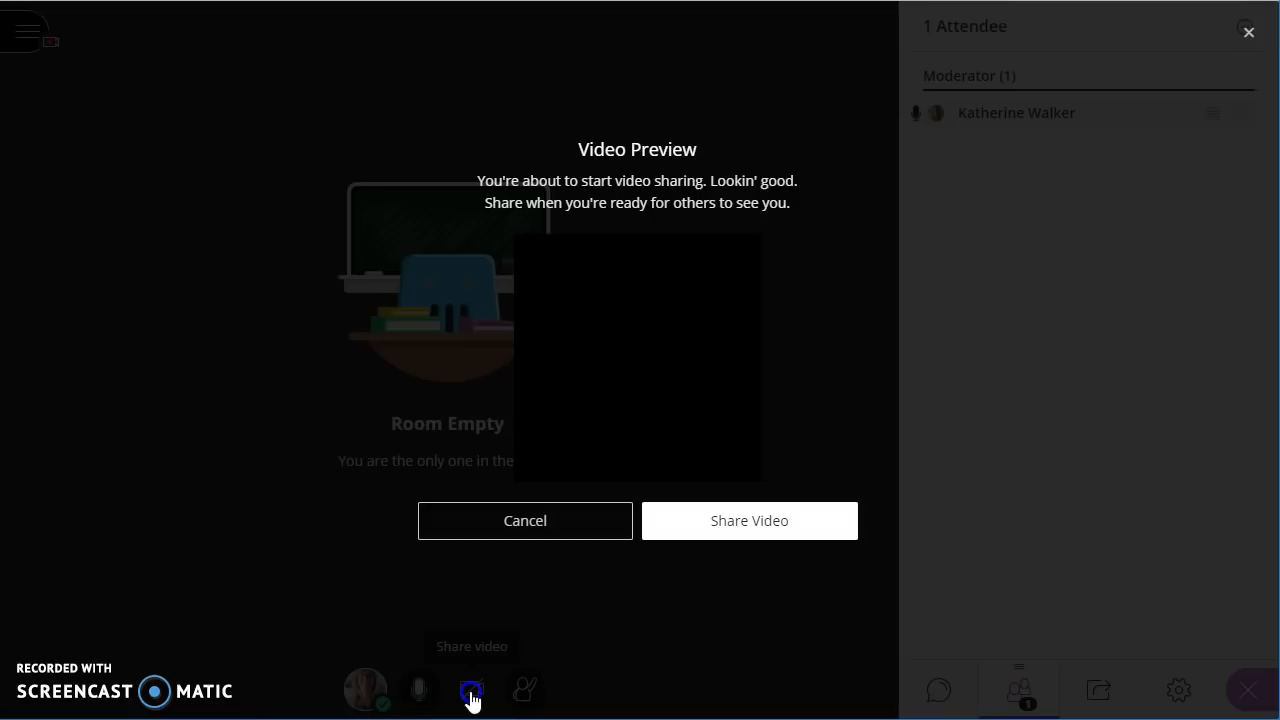 1 Attendee
Moderator (1)
Katherine Walker
Video Preview
You're about to start video sharing. Lookin' good.
Share when you're ready for others to see you.
Room Empty
You are the only one in the
Cancel
Share Video
Share video
RECORDED WITH
SCREENCAST MATIC
1